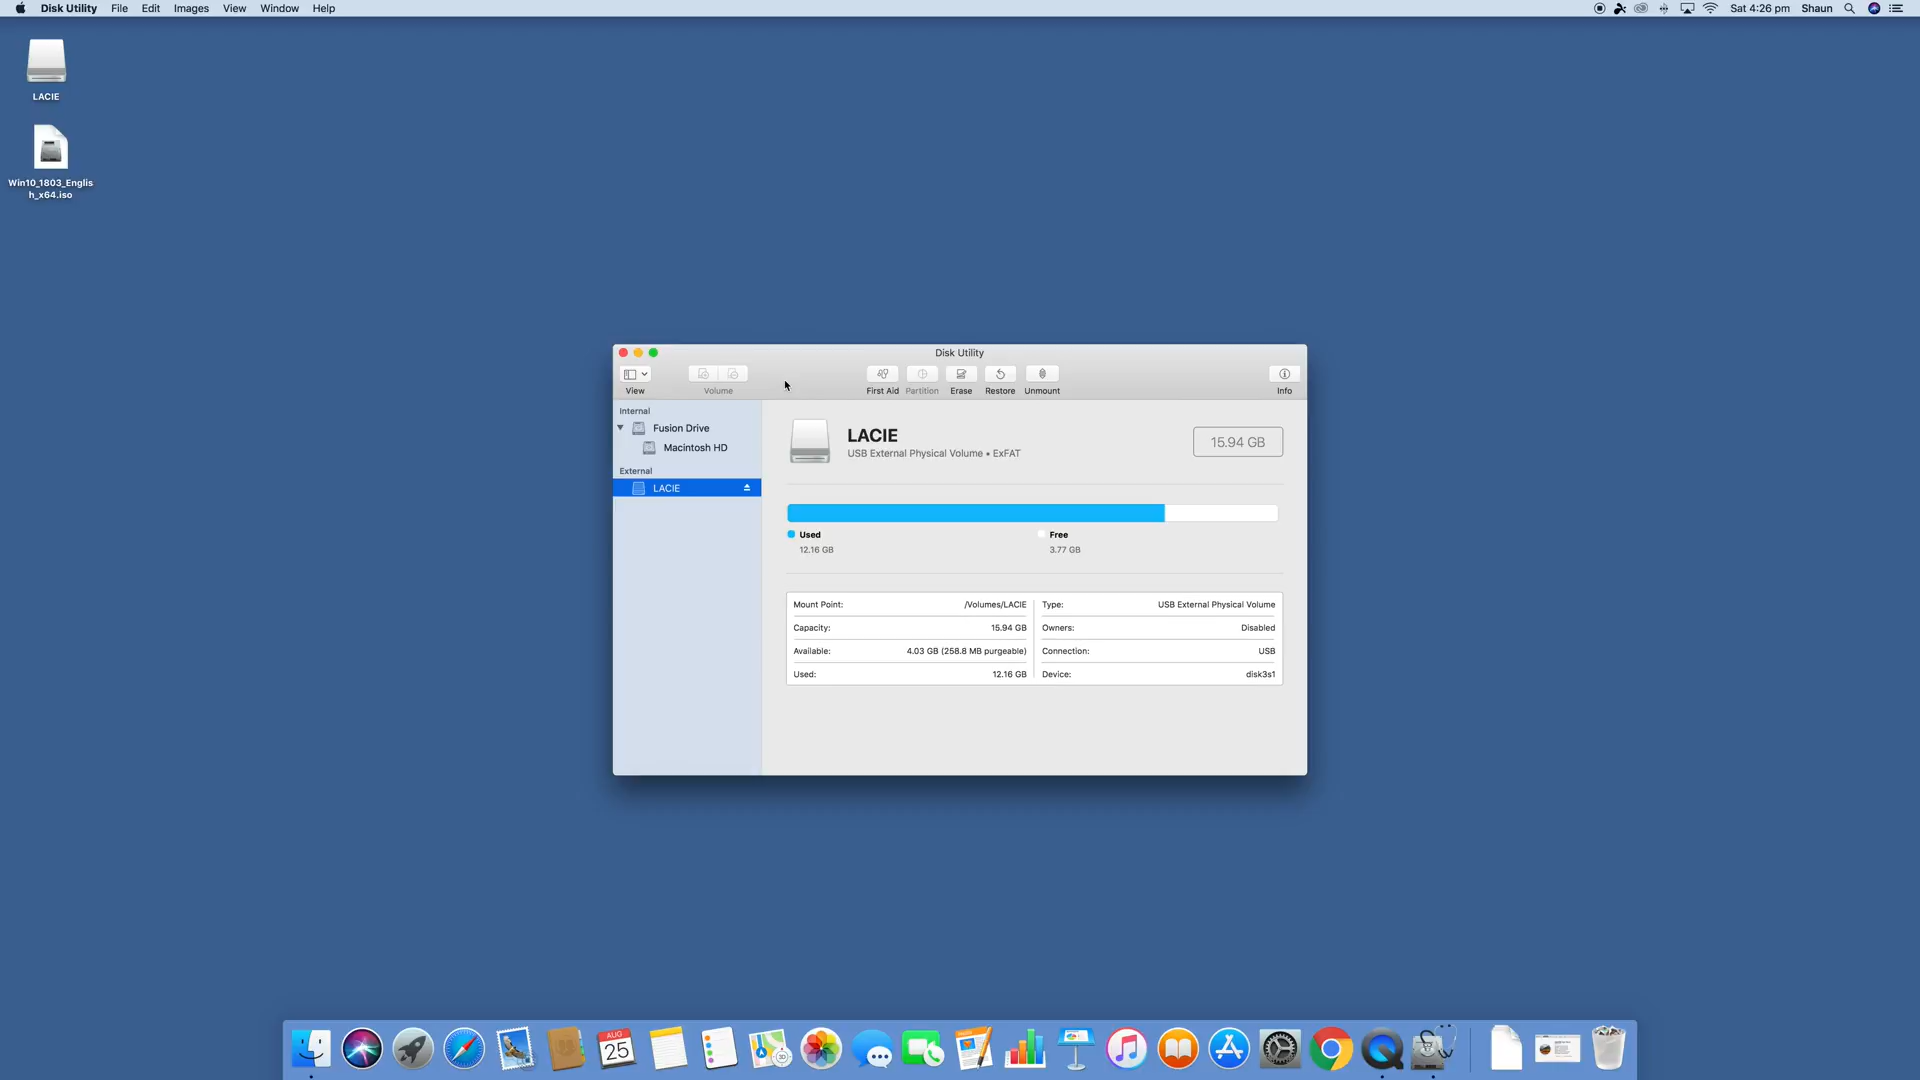 Disk Utility File Edit Images View Window Help
Sat 4:26 pm Shaun
LACIE
Win10_1803_Englis
h_x64.iso
Disk Utility
View Volume First Aid Partition Erase Restore Unmount Info
Internal
Fusion Drive
Macintosh HD
External
LACIE
LACIE
USB External Physical Volume • ExFAT
15.94 GB
Used
12.16 GB
Free
3.77 GB
Mount Point: /Volumes/LACIE
Capacity: 15.94 GB
Available: 4.03 GB (258.8 MB purgeable)
Used: 12.16 GB
Type: USB External Physical Volume
Owners: Disabled
Connection: USB
Device: disk3s1
AUG
25
3D